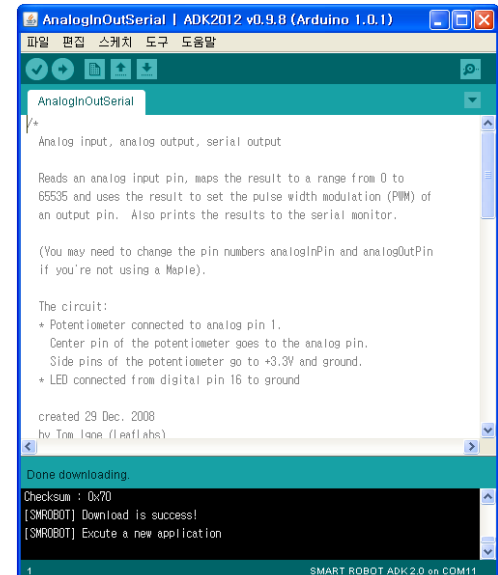 AnalogInOutSerial | ADK2012 v0.9.8 (Arduino 1.0.1)
파일 편집 스케치 도구 도움말
AnalogInOutSerial
/*
Analog input, analog output, serial output
Reads an analog input pin, maps the result to a range from 0 to
65535 and uses the result to set the pulse width modulation (PWM) of
an output pin. Also prints the results to the serial monitor.
(You may need to change the pin numbers analogInPin and analogOutPin
if you're not using a Maple).
The circuit:
* Potentiometer connected to analog pin 1.
Center pin of the potentiometer goes to the analog pin.
Side pins of the potentiometer go to +3.3V and ground.
* LED connected from digital pin 16 to ground
created 29 Dec. 2008
by Tom Igoe (LeafLabs)
Done downloading.
Checksum : 0x70
[SMROBOT] Download is success!
[SMROBOT] Excute a new application
1 SMART ROBOT ADK 2.0 on COM11